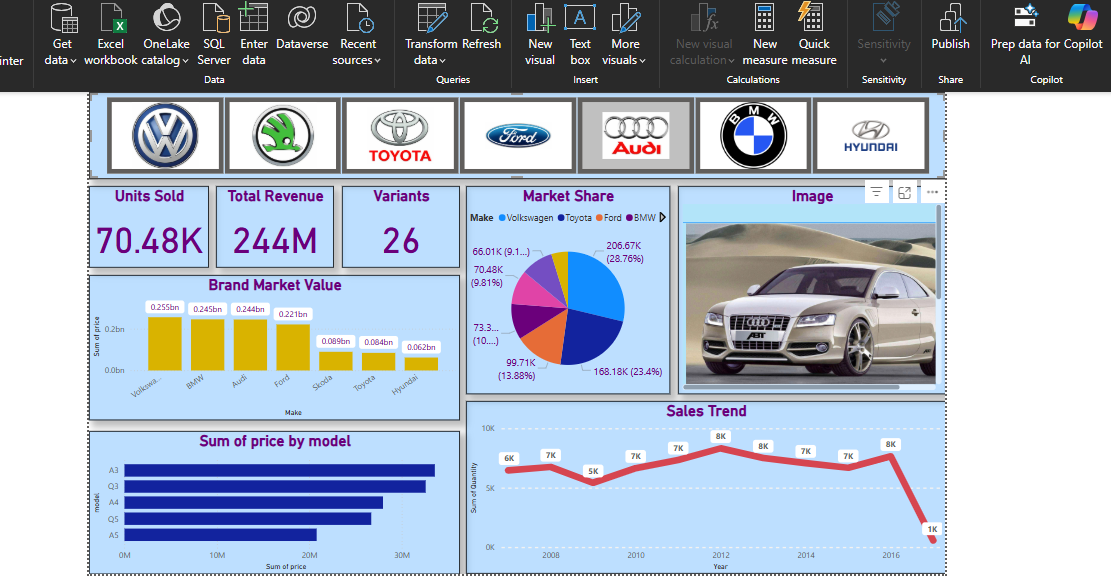 nter
Get data
Excel workbook
OneLake catalog
SQL Server
Enter data
Dataverse
Recent sources
Data
Transform data
Refresh
Queries
New visual
Text box
More visuals
Insert
New visual calculation
New measure
Quick measure
Calculations
Sensitivity
Sensitivity
Publish
Share
Prep data for AI
Copilot
Copilot
TOYOTA
Ford
Audi
BMW
HYUNDAI
Units Sold
70.48K
Total Revenue
244M
Variants
26
Market Share
Make Volkswagen Toyota Ford BMW
206.67K (28.76%)
168.18K (23.4%)
99.71K (13.88%)
73.3... (10....)
70.48K (9.81%)
66.01K (9.1...)
Image
ABT
Brand Market Value
Sum of price
0.2bn
0.0bn
0.255bn
0.245bn
0.244bn
0.221bn
0.089bn
0.084bn
0.062bn
Volkswa...
BMW
Audi
Ford
Skoda
Toyota
Hyundai
Make
Sum of price by model
model
A3
Q3
A4
Q5
A5
0M
10M
20M
30M
Sum of price
Sales Trend
Sum of Quantity
10K
5K
0K
6K
7K
5K
7K
7K
8K
8K
7K
7K
8K
1K
2008
2010
2012
2014
2016
Year